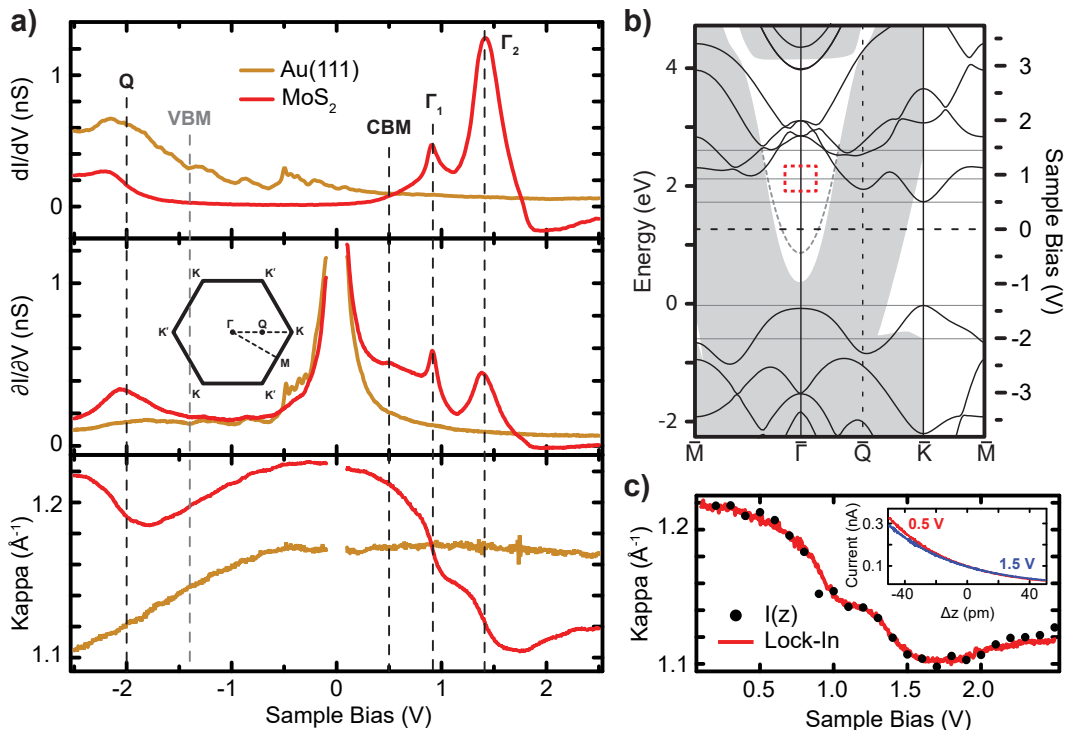 a)
dI/dV (nS)
1
0
Q
VBM
Au(111)
MoS2
CBM
Γ1
Γ2
∂I/∂V (nS)
1
0
K
K'
K'
Γ
Q
K
M
K
K'
Kappa (Å-1)
1.2
1.1
-2
-1
0
1
2
Sample Bias (V)
b)
Energy (eV)
4
2
0
-2
3
2
1
0
-1
-2
-3
Sample Bias (V)
M̄
Γ̄
Q̄
K̄
M̄
c)
Kappa (Å-1)
1.2
1.1
I(z)
Lock-In
Current (nA)
0.3
0.1
0.5 V
1.5 V
-40
0
40
Δz (pm)
0.5
1.0
1.5
2.0
Sample Bias (V)